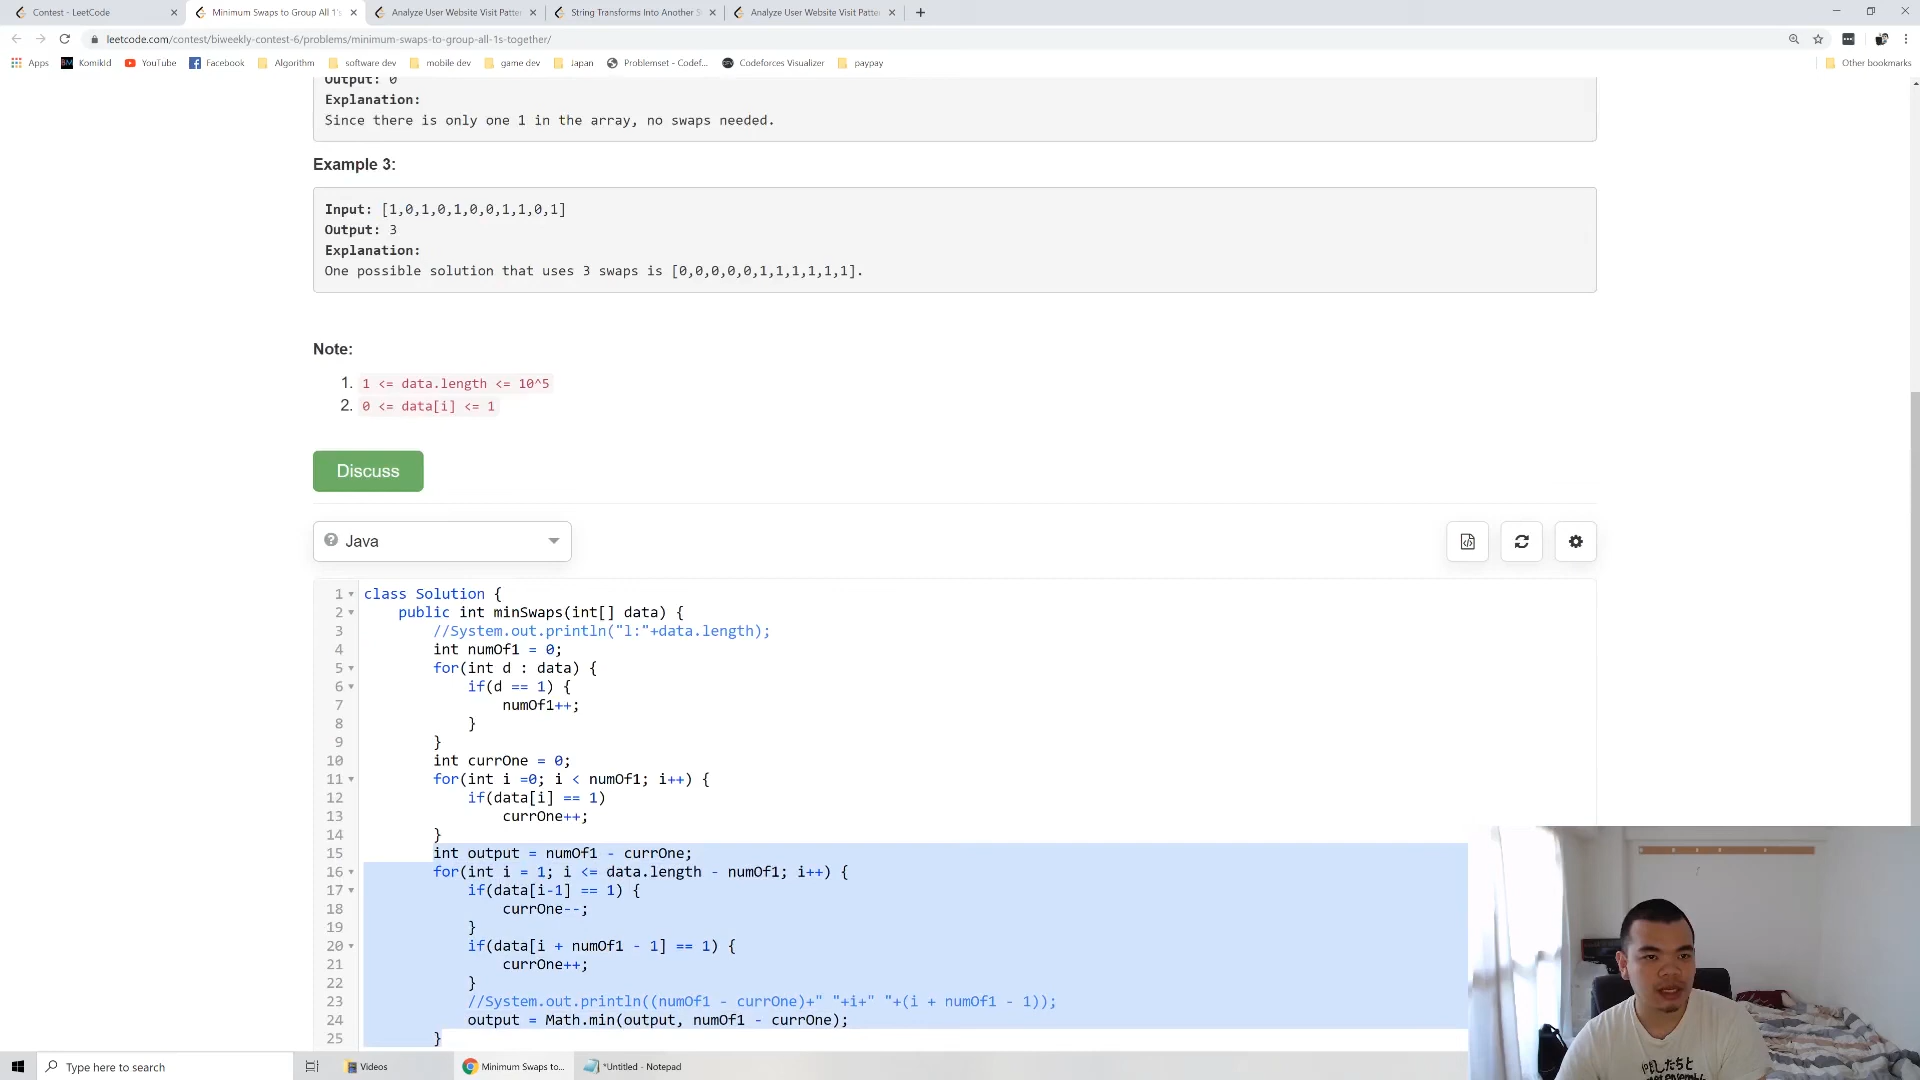 Contest - LeetCode
Minimum Swaps to Group All 1's
Analyze User Website Visit Patte
String Transforms Into Another S
Analyze User Website Visit Patte
leetcode.com/contest/biweekly-contest-6/problems/minimum-swaps-to-group-all-1s-together/
Apps
KomikId
YouTube
Facebook
Algorithm
software dev
mobile dev
game dev
Japan
Problemset - Codef...
Codeforces Visualizer
paypay
Other bookmarks
Output: 0
Explanation:
Since there is only one 1 in the array, no swaps needed.
Example 3:
Input: [1,0,1,0,1,0,0,1,1,0,1]
Output: 3
Explanation:
One possible solution that uses 3 swaps is [0,0,0,0,0,1,1,1,1,1,1].
Note:
1. 1 <= data.length <= 10^5
2. 0 <= data[i] <= 1
Discuss
Java
1 class Solution {
2 public int minSwaps(int[] data) {
3 //System.out.println("l:"+data.length);
4 int numOf1 = 0;
5 for(int d : data) {
6 if(d == 1) {
7 numOf1++;
8 }
9 }
10 int currOne = 0;
11 for(int i =0; i < numOf1; i++) {
12 if(data[i] == 1)
13 currOne++;
14 }
15 int output = numOf1 - currOne;
16 for(int i = 1; i <= data.length - numOf1; i++) {
17 if(data[i-1] == 1) {
18 currOne--;
19 }
20 if(data[i + numOf1 - 1] == 1) {
21 currOne++;
22 }
23 //System.out.println((numOf1 - currOne)+" "+i+" "+(i + numOf1 - 1));
24 output = Math.min(output, numOf1 - currOne);
25 }
Type here to search
Videos
Minimum Swaps to...
*Untitled - Notepad